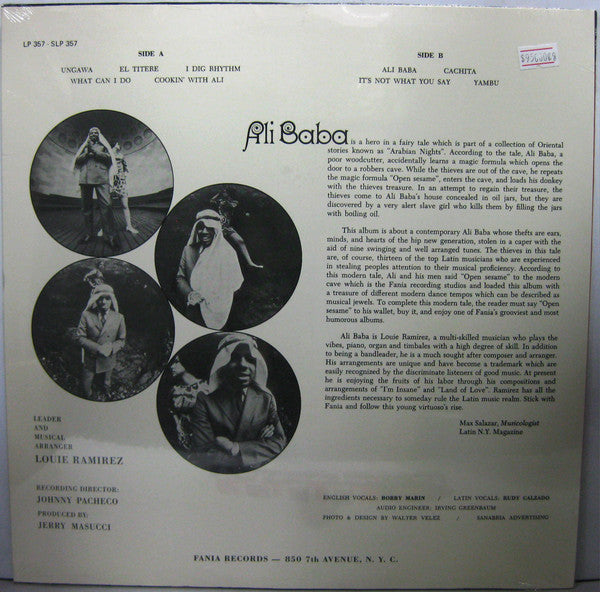 LP 357 - SLP 357
SIDE A
UNGAWA EL TITERE I DIG RHYTHM
WHAT CAN I DO COOKIN' WITH ALI
SIDE B
ALI BABA CACHITA
IT'S NOT WHAT YOU SAY YAMBU
Ali Baba is a hero in a fairy tale which is part of a collection of Oriental
stories known as "Arabian Nights". According to the tale, Ali Baba, a
poor woodcutter, accidentally learns a magic formula which opens the
door to a robbers cave. While the thieves are out of the cave, he repeats
the magic formula "Open sesame", enters the cave, and loads his donkey
with the thieves treasure. In an attempt to regain their treasure, the
thieves come to Ali Baba's house concealed in oil jars, but they are
discovered by a very alert slave girl who kills them by filling the jars
with boiling oil.
This album is about a contemporary Ali Baba whose thefts are ears,
minds, and hearts of the hip new generation, stolen in a caper with the
aid of nine swinging and well arranged tunes. The thieves in this tale
are, of course, thirteen of the top Latin musicians who are experienced
in stealing peoples attention to their musical proficiency. According to
this modern tale, Ali and his men said "Open sesame" to the modern
cave which is the Fania recording studios and loaded this album with
a treasure of different modern dance tempos which can be described as
musical jewels. To complete this modern tale, the reader must say "Open
sesame" to his wallet, buy it, and enjoy one of Fania's grooviest and most
humorous albums.
Ali Baba is Louie Ramirez, a multi-skilled musician who plays the
vibes, piano, organ and timbales with a high degree of skill. In addition
to being a bandleader, he is a much sought after composer and arranger.
His arrangements are unique and have become a trademark which are
easily recognized by the discriminate listeners of good music. At present
he is enjoying the fruits of his labor through his compositions and
arrangements of "I'm Insane" and "Land of Love". Ramirez has all the
ingredients necessary to someday rule the Latin music realm. Stick with
Fania and follow this young virtuoso's rise.
Max Salazar, Musicologist
Latin N.Y. Magazine
LEADER
AND
MUSICAL
ARRANGER
LOUIE RAMIREZ
RECORDING DIRECTOR:
JOHNNY PACHECO
PRODUCED BY:
JERRY MASUCCI
ENGLISH VOCALS: BOBBY MARIN / LATIN VOCALS: RUDY CALZADO
AUDIO ENGINEER: IRVING GREENBAUM
PHOTO & DESIGN BY WALTER VELEZ / SANABRIA ADVERTISING
FANIA RECORDS — 850 7th AVENUE, N. Y. C.